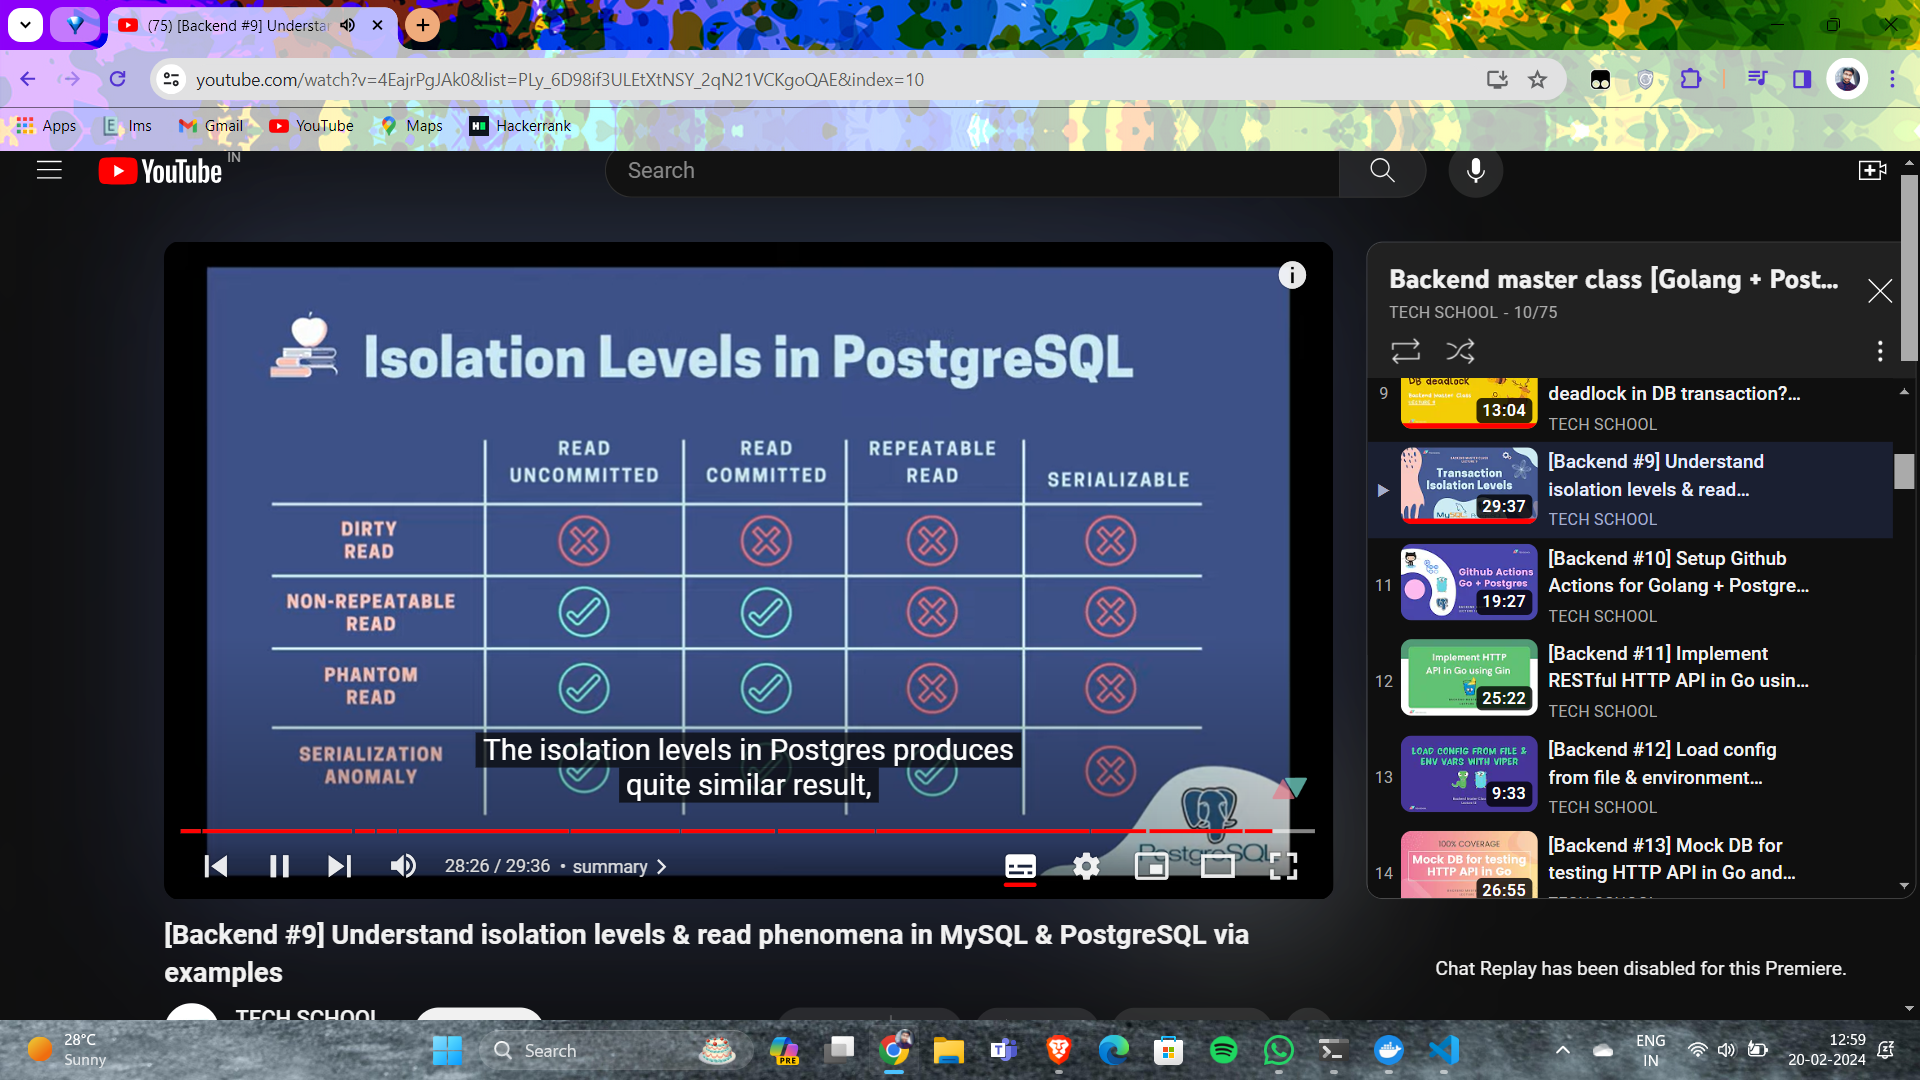 (75) [Backend #9] Understar
youtube.com/watch?v=4EajrPgJAk0&list=PLy_6D98if3ULEtXtNSY_2qN21VCKgoQAE&index=10
Apps
lms
Gmail
YouTube
Maps
Hackerrank
YouTube IN
Search
Isolation Levels in PostgreSQL
READ UNCOMMITTED
READ COMMITTED
REPEATABLE READ
SERIALIZABLE
DIRTY READ
NON-REPEATABLE READ
PHANTOM READ
SERIALIZATION ANOMALY
The isolation levels in Postgres produces
quite similar result,
PostgreSQL
28:26 / 29:36 • summary
[Backend #9] Understand isolation levels & read phenomena in MySQL & PostgreSQL via
examples
TECH SCHOOL
Backend master class [Golang + Post...
TECH SCHOOL - 10/75
9
DB deadlock
13:04
deadlock in DB transaction?...
TECH SCHOOL
Transaction
Isolation Levels
MySQL
29:37
[Backend #9] Understand
isolation levels & read...
TECH SCHOOL
11
Github Actions
Go + Postgres
19:27
[Backend #10] Setup Github
Actions for Golang + Postgre...
TECH SCHOOL
12
Implement HTTP
API in Go using Gin
25:22
[Backend #11] Implement
RESTful HTTP API in Go usin...
TECH SCHOOL
13
LOAD CONFIG FROM FILE &
ENV VARS WITH VIPER
9:33
[Backend #12] Load config
from file & environment...
TECH SCHOOL
14
100% COVERAGE
Mock DB for testing
HTTP API in Go
26:55
[Backend #13] Mock DB for
testing HTTP API in Go and...
Chat Replay has been disabled for this Premiere.
28°C
Sunny
Search
PRE
ENG
IN
12:59
20-02-2024